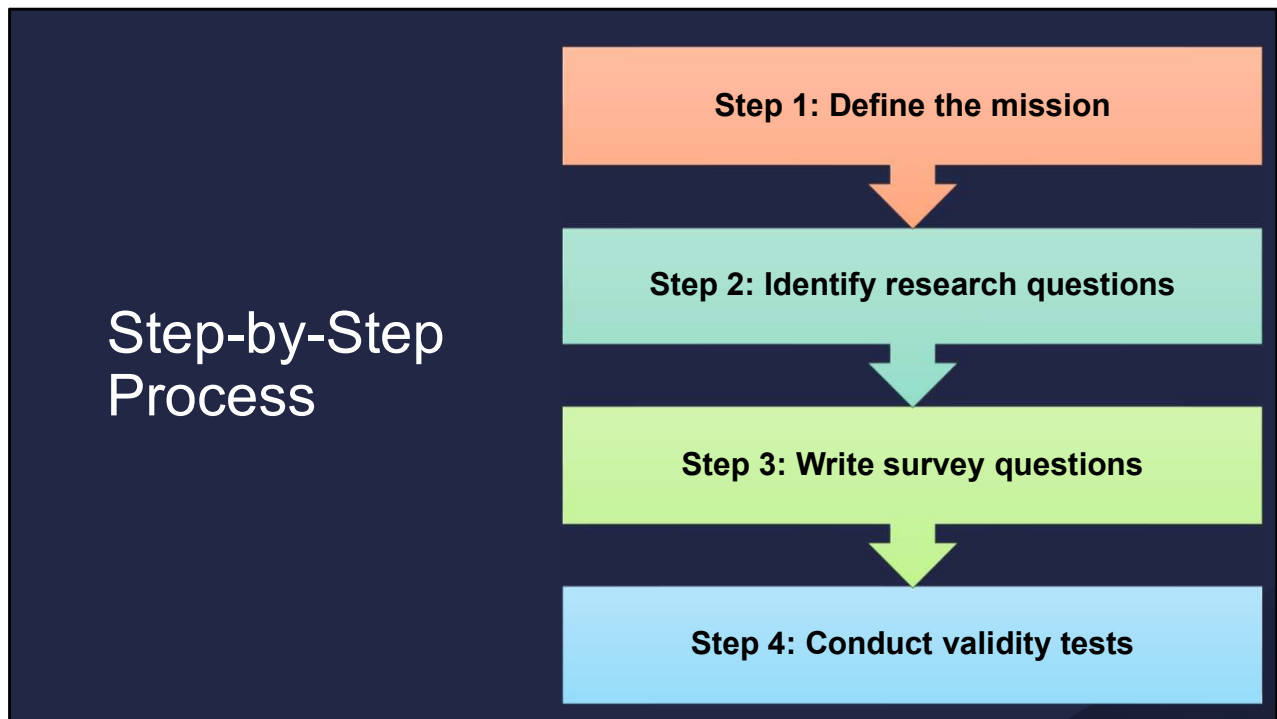 Step-by-Step
Process
Step 1: Define the mission
Step 2: Identify research questions
Step 3: Write survey questions
Step 4: Conduct validity tests